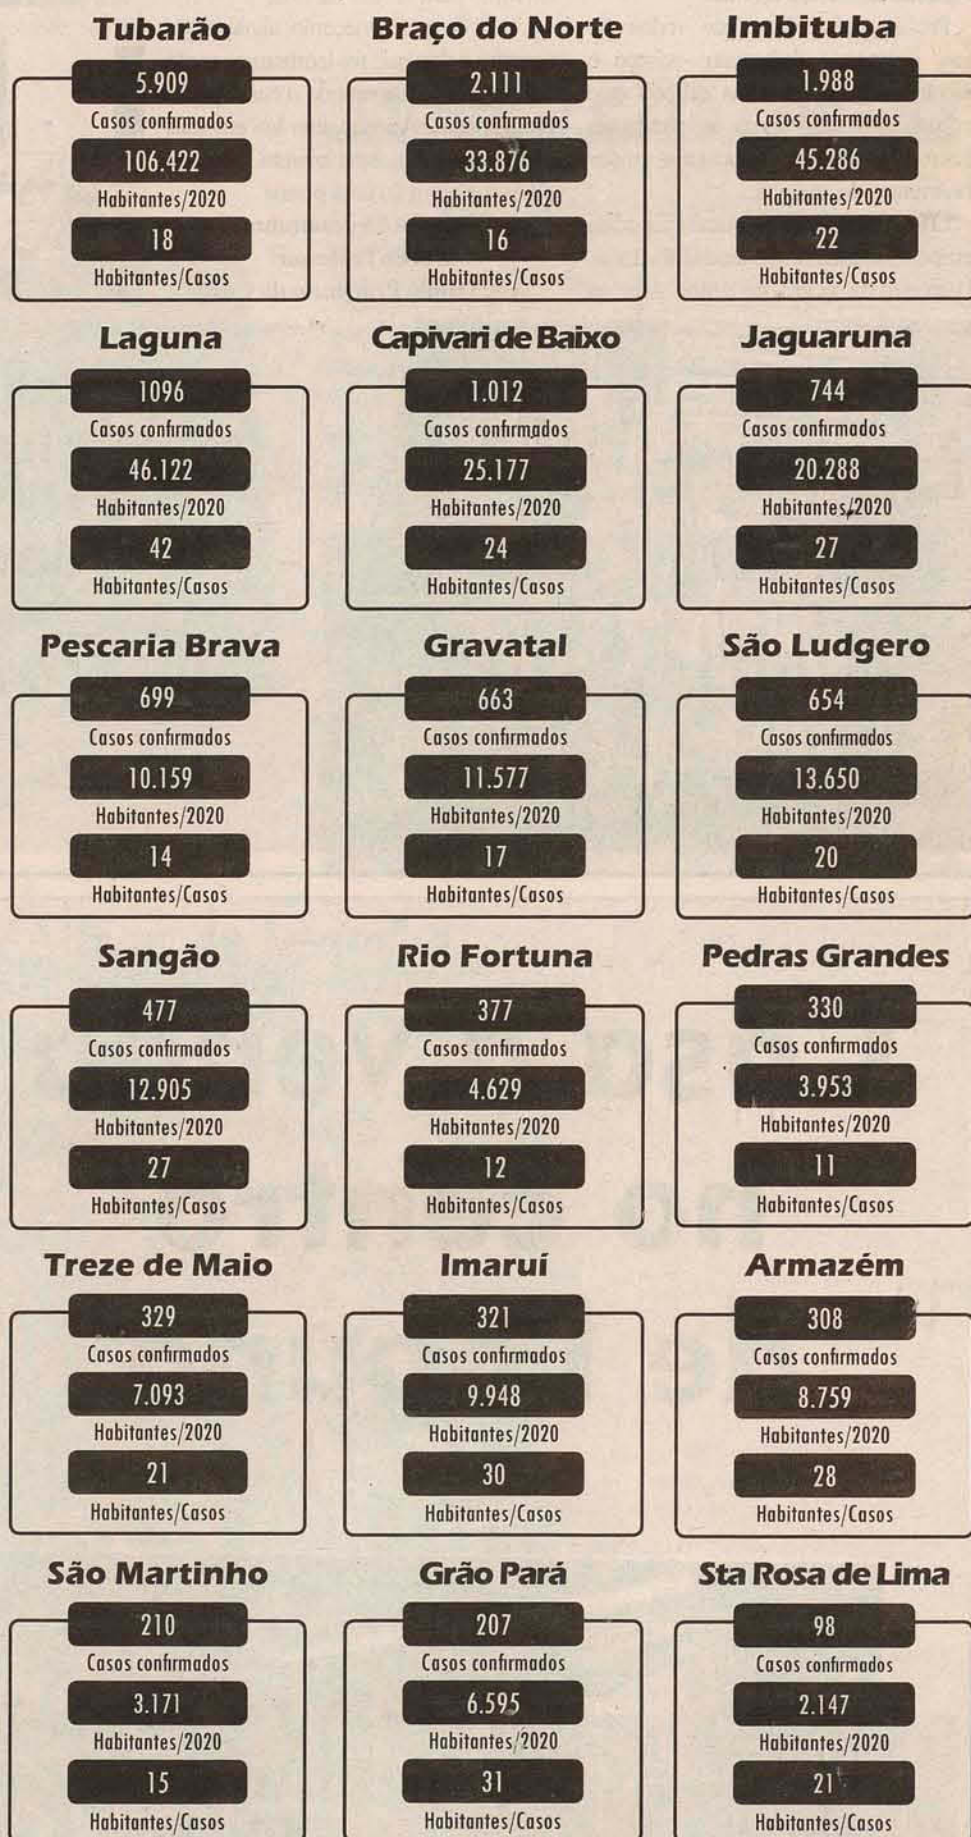 Tubarão
5.909
Casos confirmados
106.422
Habitantes/2020
18
Habitantes/Casos
Braço do Norte
2.111
Casos confirmados
33.876
Habitantes/2020
16
Habitantes/Casos
Imbituba
1.988
Casos confirmados
45.286
Habitantes/2020
22
Habitantes/Casos
Laguna
1096
Casos confirmados
46.122
Habitantes/2020
42
Habitantes/Casos
Capivari de Baixo
1.012
Casos confirmados
25.177
Habitantes/2020
24
Habitantes/Casos
Jaguaruna
744
Casos confirmados
20.288
Habitantes/2020
27
Habitantes/Casos
Pescaria Brava
699
Casos confirmados
10.159
Habitantes/2020
14
Habitantes/Casos
Gravatal
663
Casos confirmados
11.577
Habitantes/2020
17
Habitantes/Casos
São Ludgero
654
Casos confirmados
13.650
Habitantes/2020
20
Habitantes/Casos
Sangão
477
Casos confirmados
12.905
Habitantes/2020
27
Habitantes/Casos
Rio Fortuna
377
Casos confirmados
4.629
Habitantes/2020
12
Habitantes/Casos
Pedras Grandes
330
Casos confirmados
3.953
Habitantes/2020
11
Habitantes/Casos
Treze de Maio
329
Casos confirmados
7.093
Habitantes/2020
21
Habitantes/Casos
Imaruí
321
Casos confirmados
9.948
Habitantes/2020
30
Habitantes/Casos
Armazém
308
Casos confirmados
8.759
Habitantes/2020
28
Habitantes/Casos
São Martinho
210
Casos confirmados
3.171
Habitantes/2020
15
Habitantes/Casos
Grão Pará
207
Casos confirmados
6.595
Habitantes/2020
31
Habitantes/Casos
Sta Rosa de Lima
98
Casos confirmados
2.147
Habitantes/2020
21
Habitantes/Casos